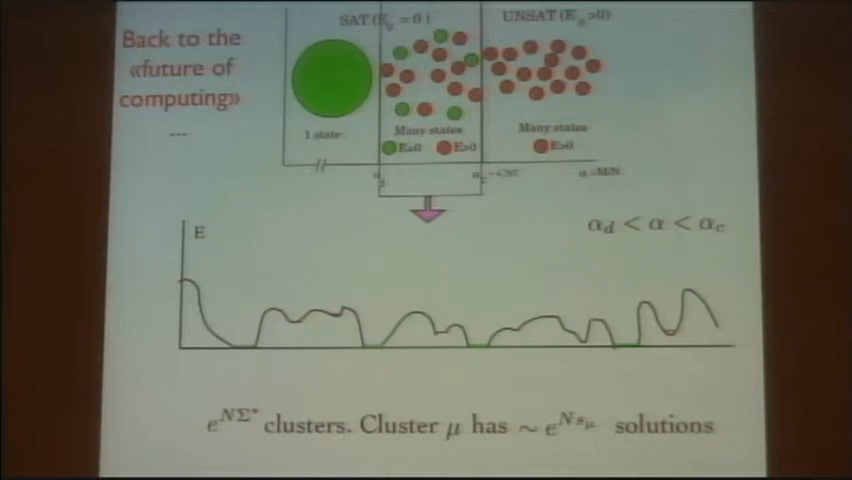 Back to the
«future of
computing»
---
SAT (E₀ = 0)
UNSAT (E₀ >0)
1 state
Many states
E=0
E>0
Many states
E>0
α =M/N
E
α_d < α < α_c
e^{NΣ*} clusters. Cluster μ has ∼ e^{Ns_μ} solutions